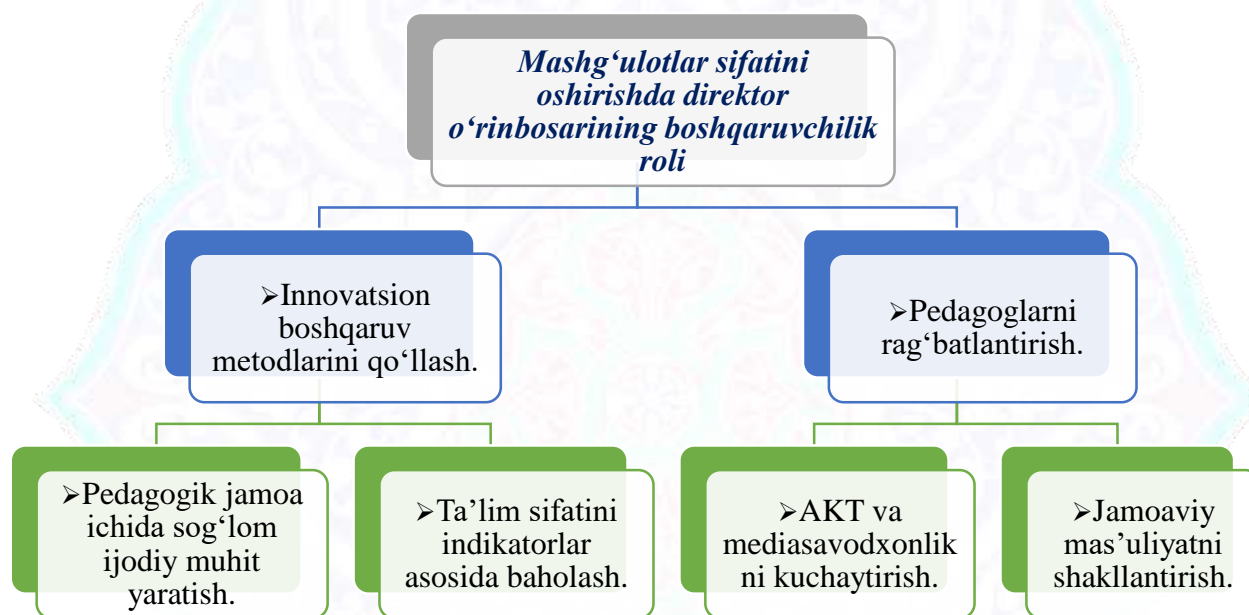 Mashg‘ulotlar sifatini
oshirishda direktor
o‘rinbosarining boshqaruvchilik
roli
➢Innovatsion
boshqaruv
metodlarini qo‘llash.
➢Pedagoglarni
rag‘batlantirish.
➢Pedagogik jamoa
ichida sog‘lom
ijodiy muhit
yaratish.
➢Ta’lim sifatini
indikatorlar
asosida baholash.
➢AKT va
mediasavodxonlik
ni kuchaytirish.
➢Jamoaviy
mas’uliyatni
shakllantirish.